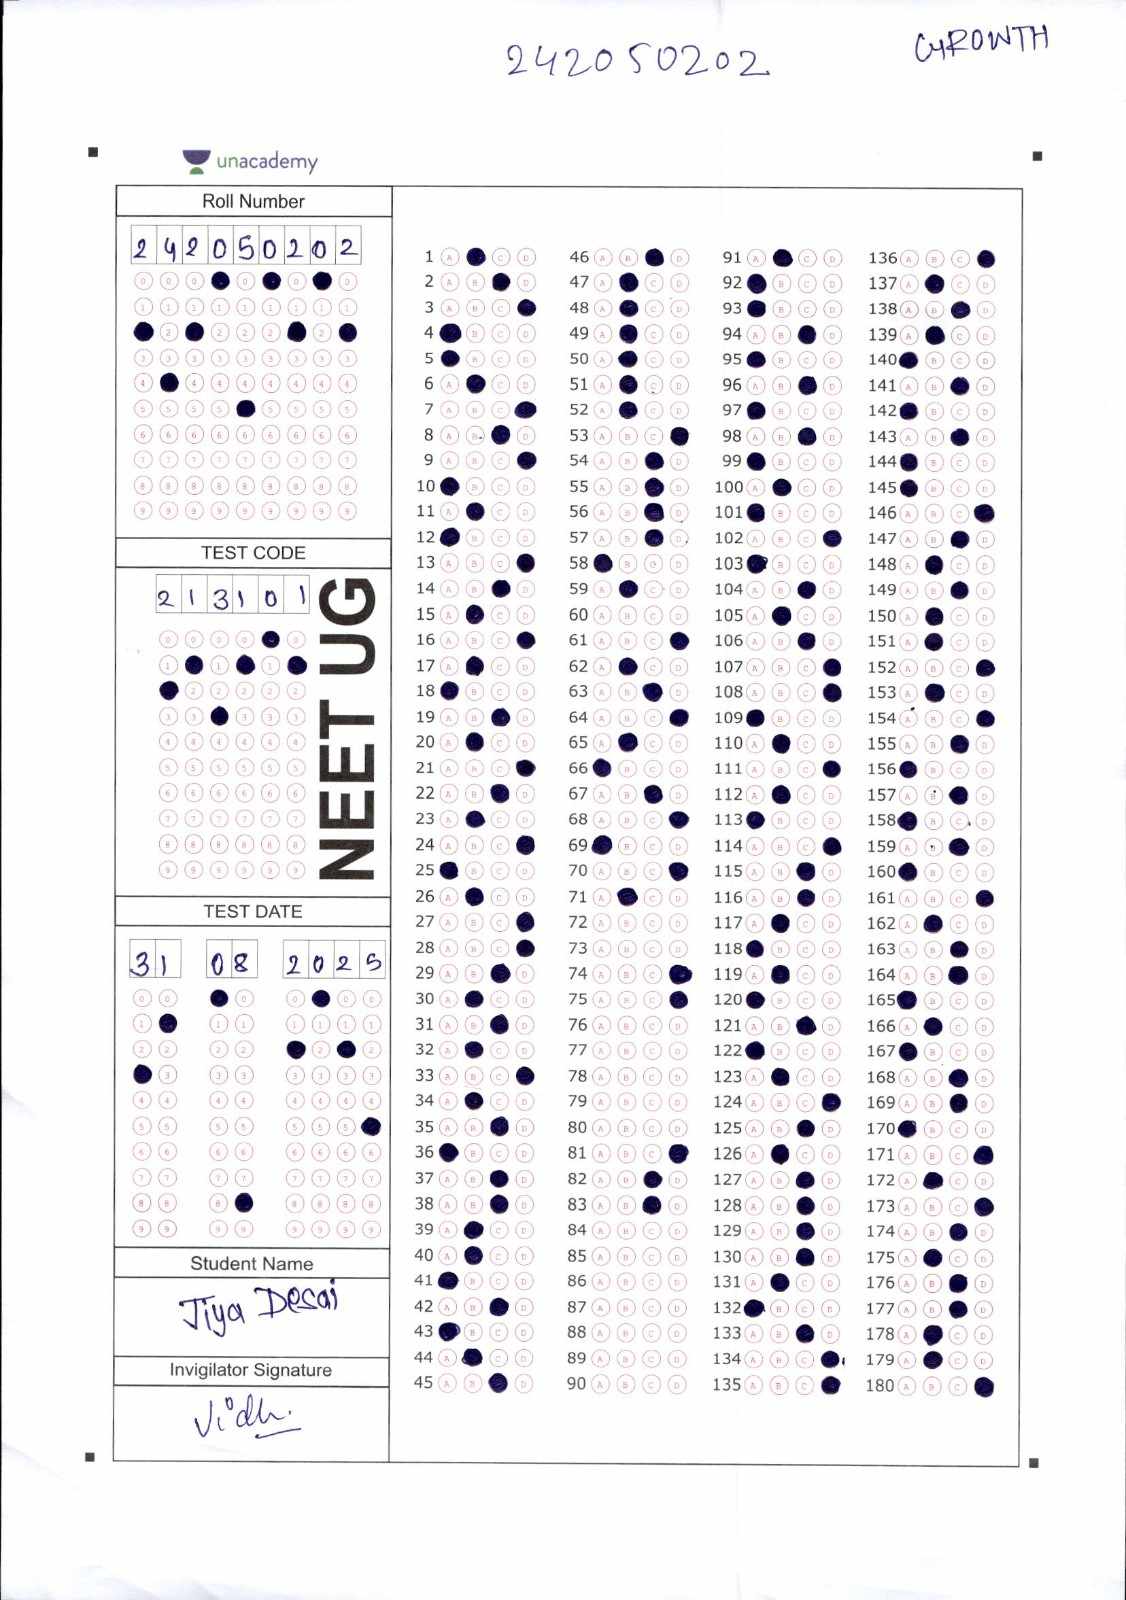 242050202
GROWTH
unacademy
Roll Number
2 4 2 0 5 0 2 0 2
TEST CODE
2 1 3 1 0 1
NEET UG
TEST DATE
3 1 0 8 2 0 2 5
Student Name
Jiya Desai
Invigilator Signature
Vidhi.
1 46 91 136
2 47 92 137
3 48 93 138
4 49 94 139
5 50 95 140
6 51 96 141
7 52 97 142
8 53 98 143
9 54 99 144
10 55 100 145
11 56 101 146
12 57 102 147
13 58 103 148
14 59 104 149
15 60 105 150
16 61 106 151
17 62 107 152
18 63 108 153
19 64 109 154
20 65 110 155
21 66 111 156
22 67 112 157
23 68 113 158
24 69 114 159
25 70 115 160
26 71 116 161
27 72 117 162
28 73 118 163
29 74 119 164
30 75 120 165
31 76 121 166
32 77 122 167
33 78 123 168
34 79 124 169
35 80 125 170
36 81 126 171
37 82 127 172
38 83 128 173
39 84 129 174
40 85 130 175
41 86 131 176
42 87 132 177
43 88 133 178
44 89 134 179
45 90 135 180